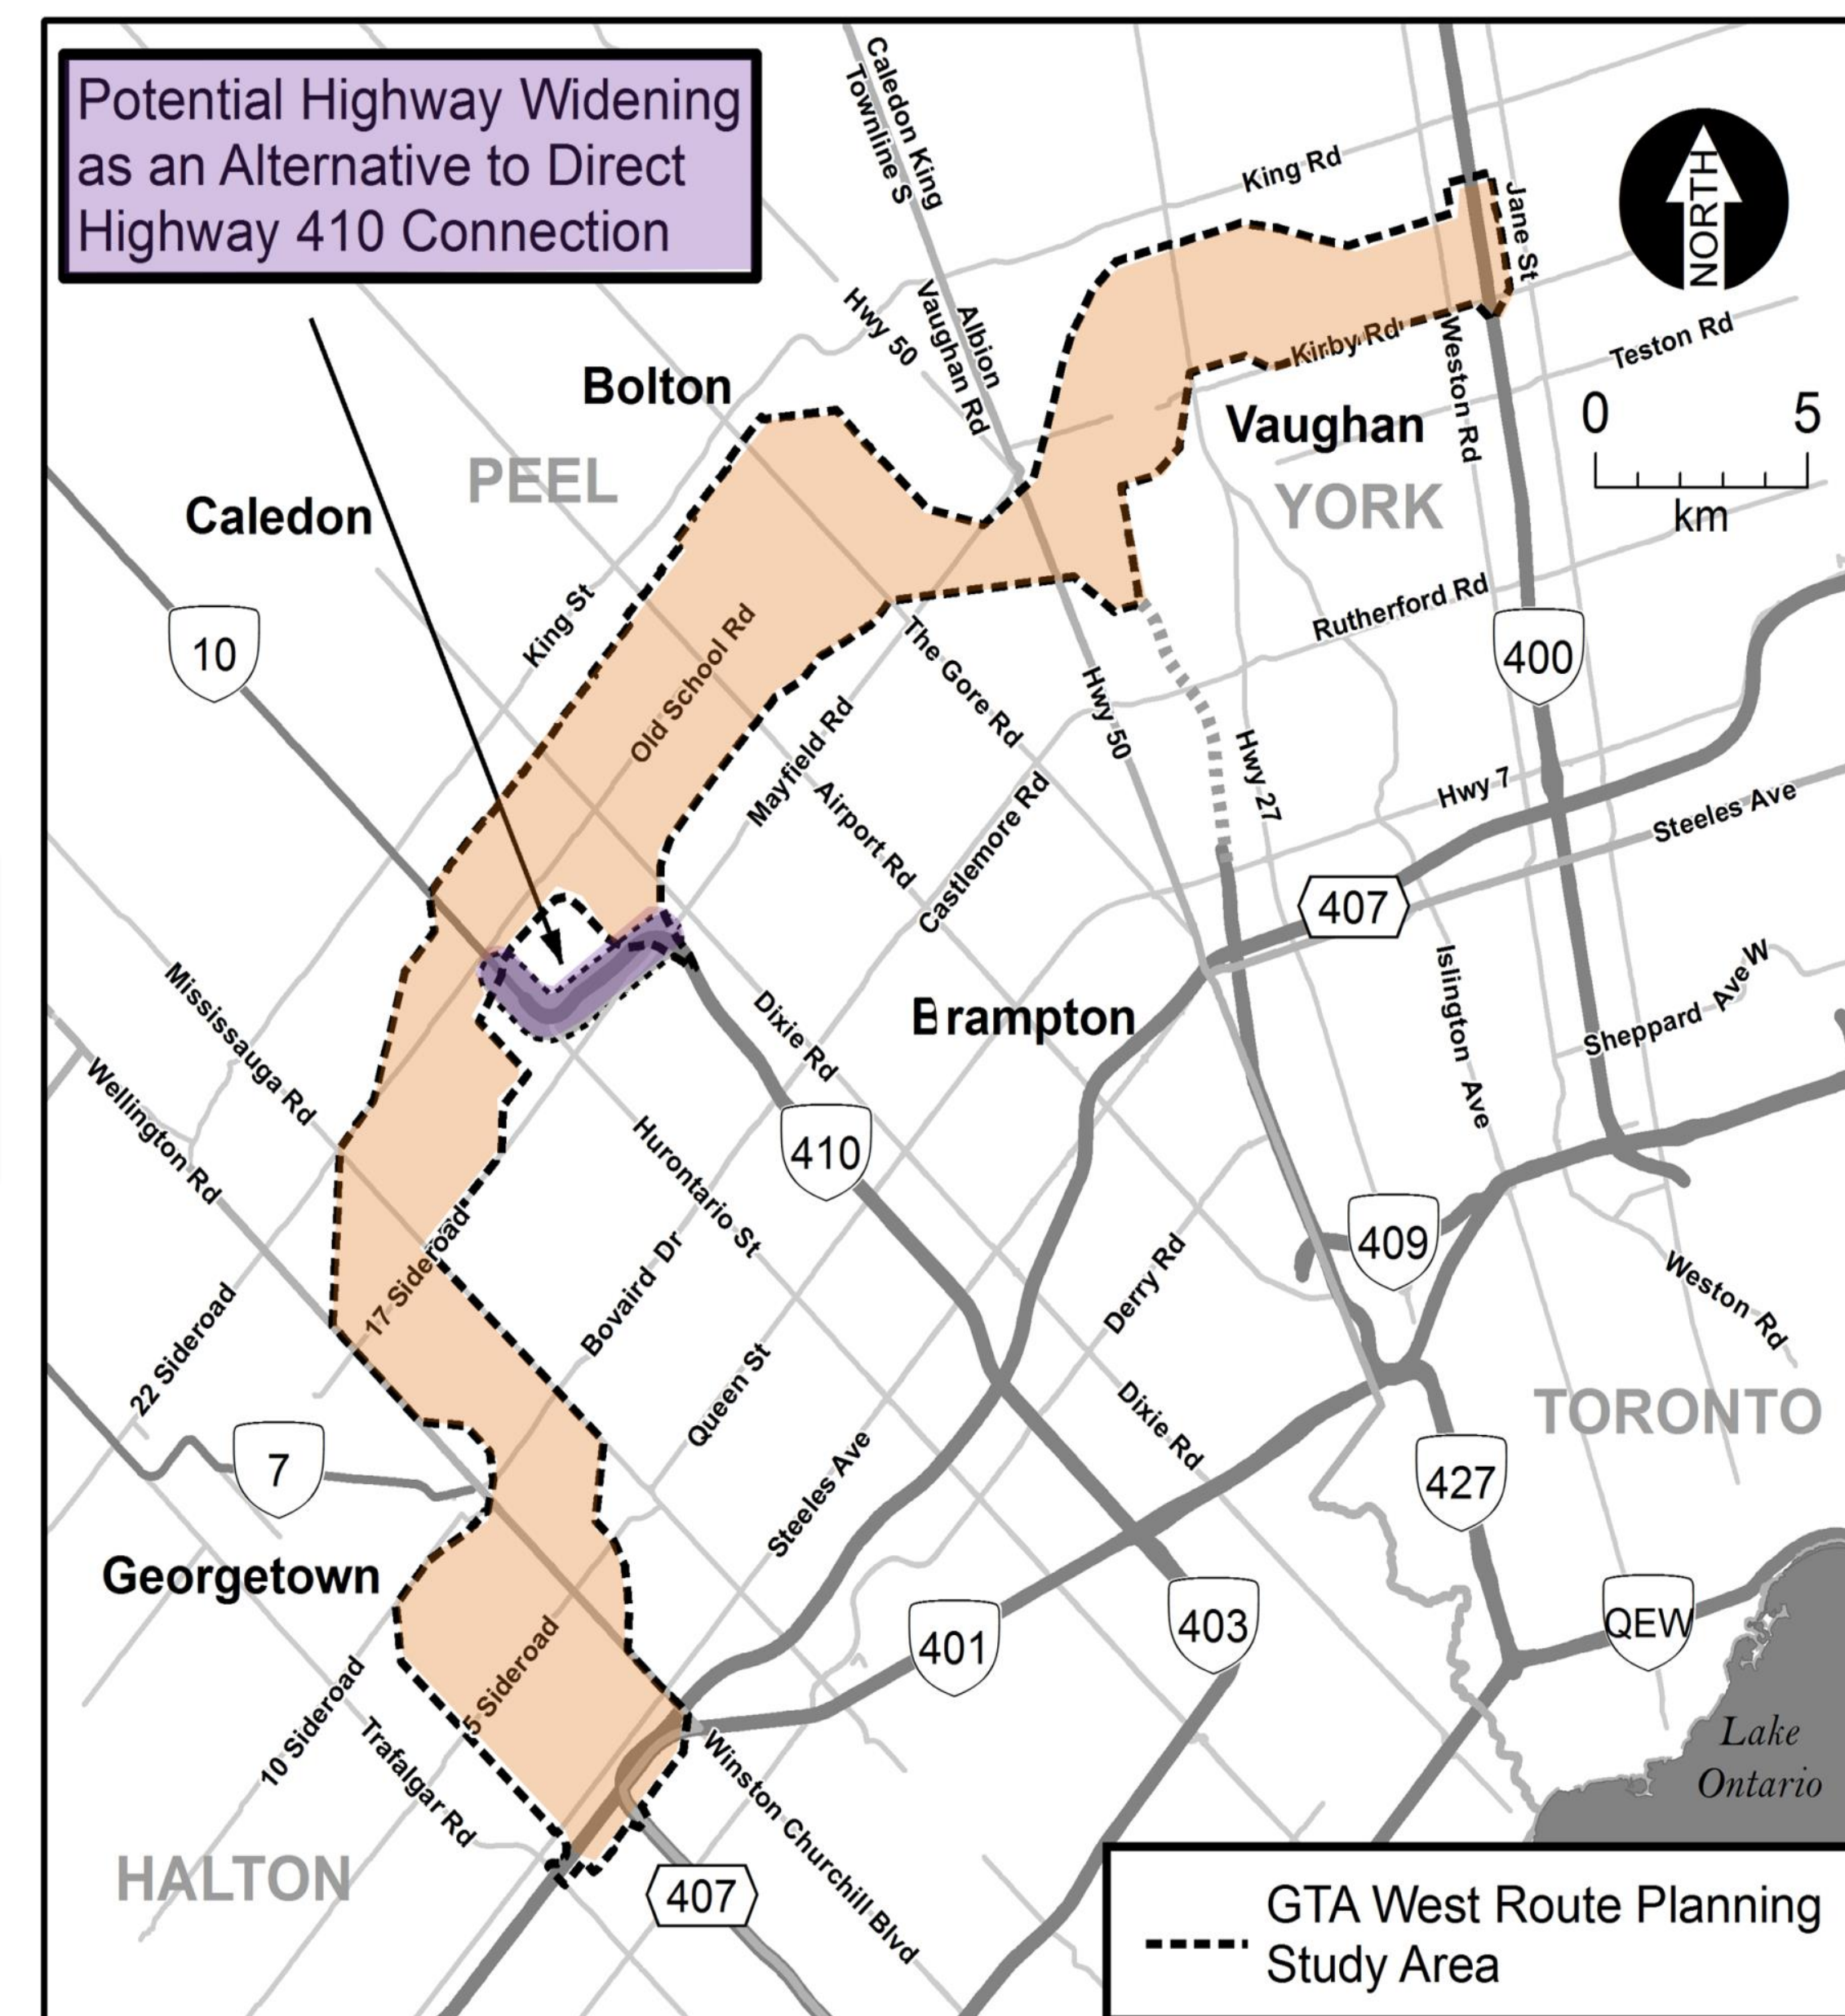 Potential Highway Widening
as an Alternative to Direct
Highway 410 Connection
Caledon King
Townline S
King Rd
Jane St
NORTH
Hwy 50
Albion
Vaughan Rd
Kirby Rd
Weston Rd
Teston Rd
0 5
km
Bolton
Vaughan
PEEL
YORK
Caledon
King St
Old School Rd
Rutherford Rd
10
400
The Gore Rd
Hwy 50
Mayfield Rd
Airport Rd
Castlemore Rd
Hwy 27
Hwy 7
Steeles Ave
407
Mississauga Rd
Wellington Rd
Dixie Rd
Brampton
Islington Ave
Sheppard Ave W
Hurontario St
410
409
17 Sideroad
22 Sideroad
Bovaird Dr
Queen St
Derry Rd
Weston Rd
Dixie Rd
TORONTO
7
Steeles Ave
427
Georgetown
5 Sideroad
401
403
QEW
10 Sideroad
Trafalgar Rd
Winston Churchill Blvd
Lake
Ontario
HALTON
407
GTA West Route Planning
Study Area